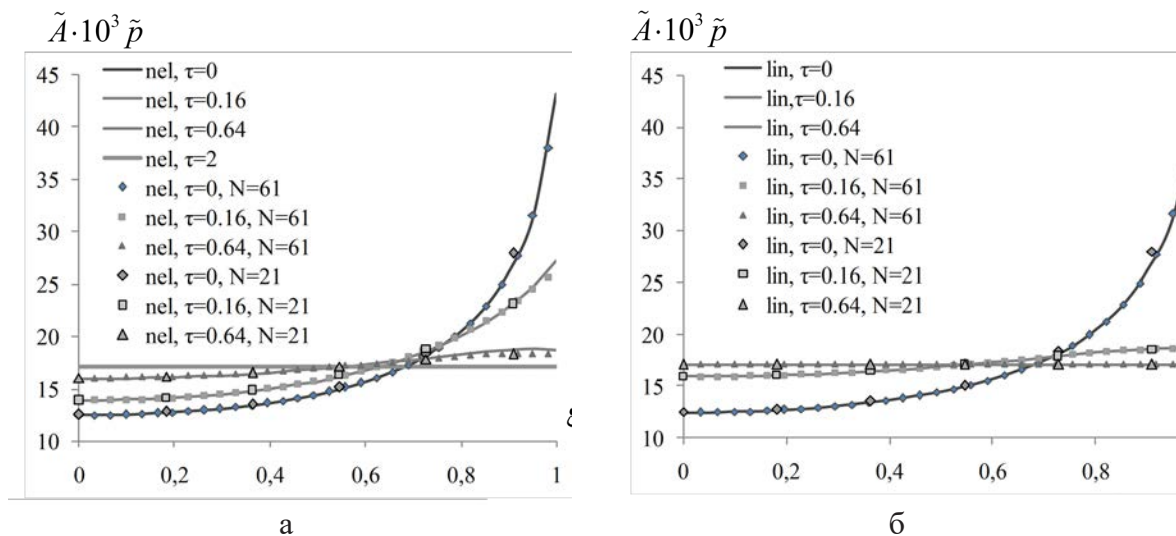 Ã·10³ p̃
45
40
35
30
25
20
15
10
nel, τ=0
nel, τ=0.16
nel, τ=0.64
nel, τ=2
nel, τ=0, N=61
nel, τ=0.16, N=61
nel, τ=0.64, N=61
nel, τ=0, N=21
nel, τ=0.16, N=21
nel, τ=0.64, N=21
0 0,2 0,4 0,6 0,8 1
а
Ã·10³ p̃
45
40
35
30
25
20
15
10
lin, τ=0
lin,τ=0.16
lin, τ=0.64
lin, τ=0, N=61
lin, τ=0.16, N=61
lin, τ=0.64, N=61
lin, τ=0, N=21
lin, τ=0.16, N=21
lin, τ=0.64, N=21
0 0,2 0,4 0,6 0,8
б